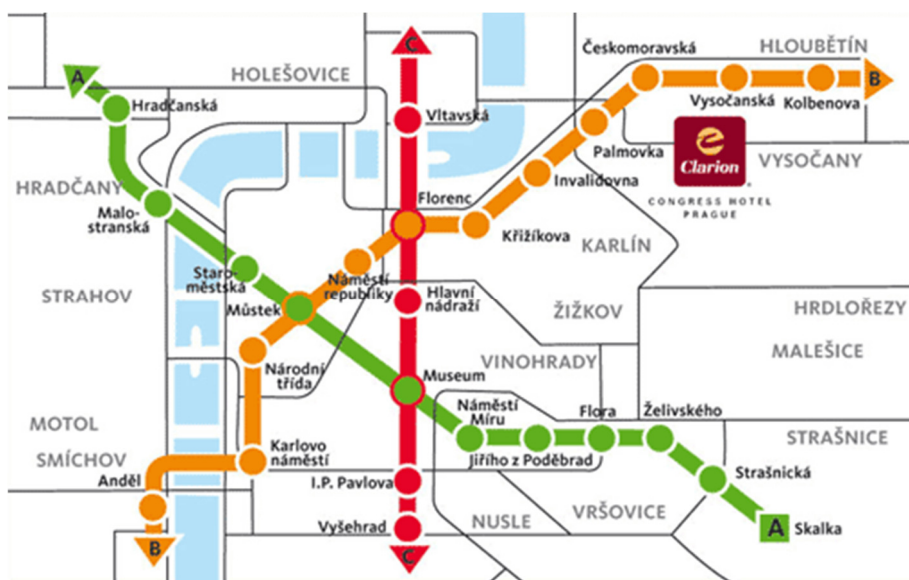 C
Českomoravská
HLOUBĚTÍN
HOLEŠOVICE
A
B
Hradčanská
Vysočanská
Kolbenova
Vltavská
Palmovka
e
Clarion
VYSOČANY
Invalidovna
HRADČANY
Florenc
CONGRESS HOTEL
PRAGUE
Malo-
stranská
Křižíkova
KARLÍN
Staro-
městská
Náměstí
republiky
STRAHOV
Hlavní
nádraží
HRDLOŘEZY
Můstek
ŽIŽKOV
MALEŠICE
Národní
třída
VINOHRADY
Museum
Náměstí
Míru
Flora
Želivského
MOTOL
STRAŠNICE
SMÍCHOV
Karlovo
náměstí
Jiřího z Poděbrad
Anděl
I.P. Pavlova
Strašnická
VRŠOVICE
Vyšehrad
NUSLE
A
Skalka
B
C